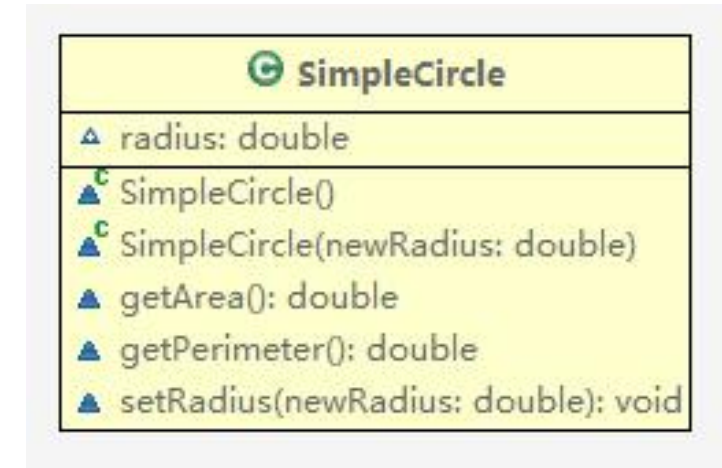 SimpleCircle
radius: double
SimpleCircle()
SimpleCircle(newRadius: double)
getArea(): double
getPerimeter(): double
setRadius(newRadius: double): void